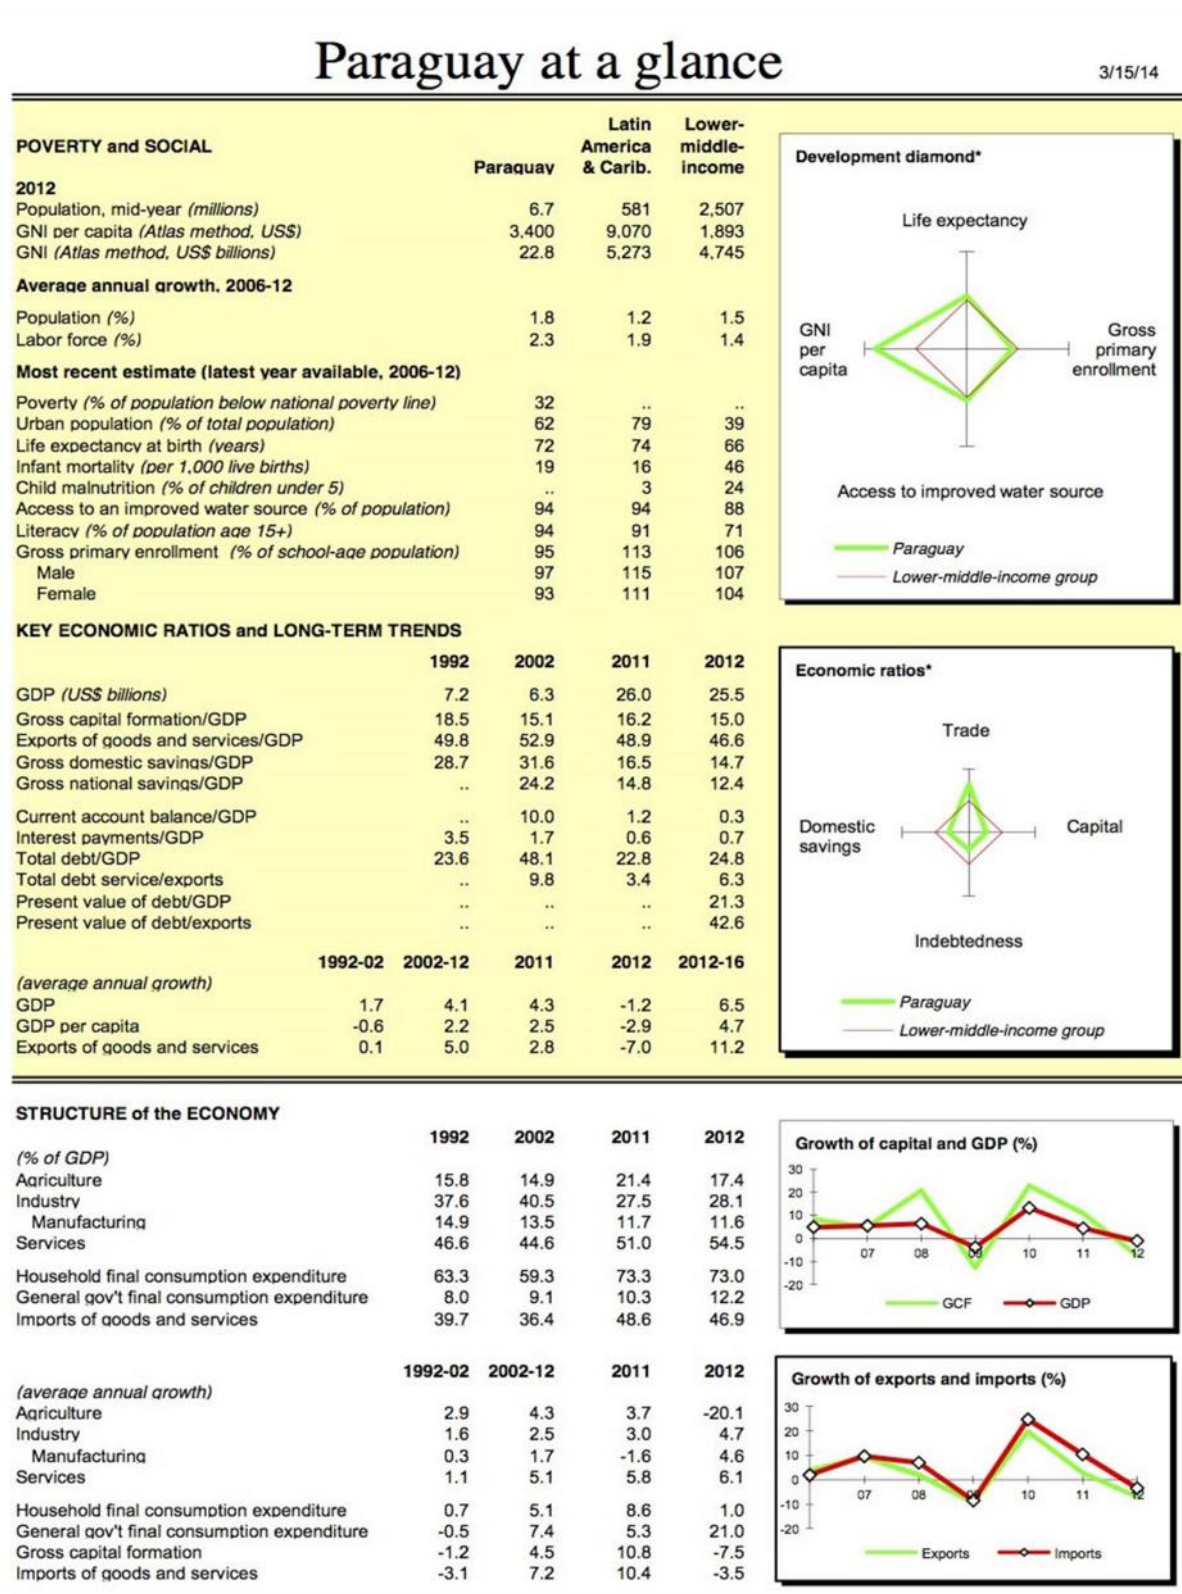 Paraguay at a glance 3/15/14
POVERTY and SOCIAL Paraguay Latin America & Carib. Lower-middle-income
2012
Population, mid-year (millions) 6.7 581 2,507
GNI per capita (Atlas method, US$) 3,400 9,070 1,893
GNI (Atlas method, US$ billions) 22.8 5,273 4,745
Average annual growth, 2006-12
Population (%) 1.8 1.2 1.5
Labor force (%) 2.3 1.9 1.4
Most recent estimate (latest year available, 2006-12)
Poverty (% of population below national poverty line) 32 .. ..
Urban population (% of total population) 62 79 39
Life expectancy at birth (years) 72 74 66
Infant mortality (per 1,000 live births) 19 16 46
Child malnutrition (% of children under 5) .. 3 24
Access to an improved water source (% of population) 94 94 88
Literacy (% of population age 15+) 94 91 71
Gross primary enrollment (% of school-age population) 95 113 106
Male 97 115 107
Female 93 111 104
Development diamond*
Life expectancy
GNI per capita
Gross primary enrollment
Access to improved water source
Paraguay
Lower-middle-income group
KEY ECONOMIC RATIOS and LONG-TERM TRENDS
1992 2002 2011 2012
GDP (US$ billions) 7.2 6.3 26.0 25.5
Gross capital formation/GDP 18.5 15.1 16.2 15.0
Exports of goods and services/GDP 49.8 52.9 48.9 46.6
Gross domestic savings/GDP 28.7 31.6 16.5 14.7
Gross national savings/GDP .. 24.2 14.8 12.4
Current account balance/GDP .. 10.0 1.2 0.3
Interest payments/GDP 3.5 1.7 0.6 0.7
Total debt/GDP 23.6 48.1 22.8 24.8
Total debt service/exports .. 9.8 3.4 6.3
Present value of debt/GDP .. .. .. 21.3
Present value of debt/exports .. .. .. 42.6
1992-02 2002-12 2011 2012 2012-16
(average annual growth)
GDP 1.7 4.1 4.3 -1.2 6.5
GDP per capita -0.6 2.2 2.5 -2.9 4.7
Exports of goods and services 0.1 5.0 2.8 -7.0 11.2
Economic ratios*
Trade
Domestic savings
Capital
Indebtedness
Paraguay
Lower-middle-income group
STRUCTURE of the ECONOMY
1992 2002 2011 2012
(% of GDP)
Agriculture 15.8 14.9 21.4 17.4
Industry 37.6 40.5 27.5 28.1
Manufacturing 14.9 13.5 11.7 11.6
Services 46.6 44.6 51.0 54.5
Household final consumption expenditure 63.3 59.3 73.3 73.0
General gov't final consumption expenditure 8.0 9.1 10.3 12.2
Imports of goods and services 39.7 36.4 48.6 46.9
Growth of capital and GDP (%)
30
20
10
0
-10
-20
07 08 09 10 11 12
GCF GDP
1992-02 2002-12 2011 2012
(average annual growth)
Agriculture 2.9 4.3 3.7 -20.1
Industry 1.6 2.5 3.0 4.7
Manufacturing 0.3 1.7 -1.6 4.6
Services 1.1 5.1 5.8 6.1
Household final consumption expenditure 0.7 5.1 8.6 1.0
General gov't final consumption expenditure -0.5 7.4 5.3 21.0
Gross capital formation -1.2 4.5 10.8 -7.5
Imports of goods and services -3.1 7.2 10.4 -3.5
Growth of exports and imports (%)
30
20
10
0
-10
-20
07 08 09 10 11 12
Exports Imports